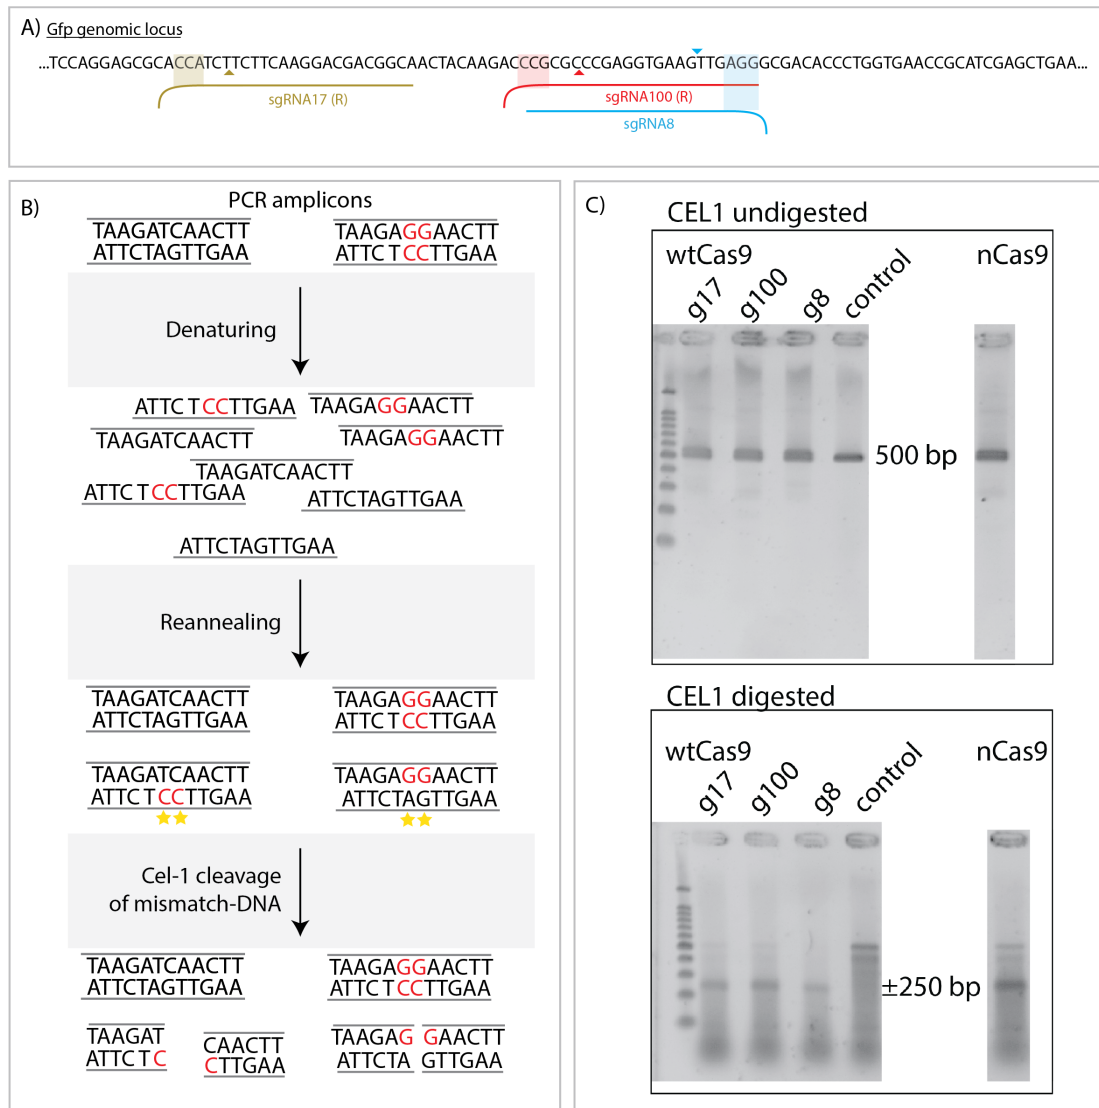 A) Gfp genomic locus
...TCCAGGAGCGCACCATCTTCTTCAAGGACGACGGCAACTACAAGACCCGCGCCCGAGGTGAAGTTGAGGGCGACACCCTGGTGAACCGCATCGAGCTGAA...
sgRNA17 (R) sgRNA100 (R)
sgRNA8
B) PCR amplicons
TAAGATCAACTT TAAGAGGAACTT
ATTCTAGTTGAA ATTCTCCTTGAA
Denaturing
ATTCTCCTTGAA TAAGAGGAACTT
TAAGATCAACTT TAAGAGGAACTT
TAAGATCAACTT
ATTCTCCTTGAA ATTCTAGTTGAA
ATTCTAGTTGAA
Reannealing
TAAGATCAACTT TAAGAGGAACTT
ATTCTAGTTGAA ATTCTCCTTGAA
TAAGATCAACTT TAAGAGGAACTT
ATTCTCCTTGAA ATTCTAGTTGAA
Cel-1 cleavage
of mismatch-DNA
TAAGATCAACTT TAAGAGGAACTT
ATTCTAGTTGAA ATTCTCCTTGAA
TAAGAT CAACTT TAAGAG GAACTT
ATTCTC CTTGAA ATTCTA GTTGAA
C) CEL1 undigested
wtCas9 nCas9
g17 g100 g8 control
500 bp
CEL1 digested
wtCas9 nCas9
g17 g100 g8 control
±250 bp